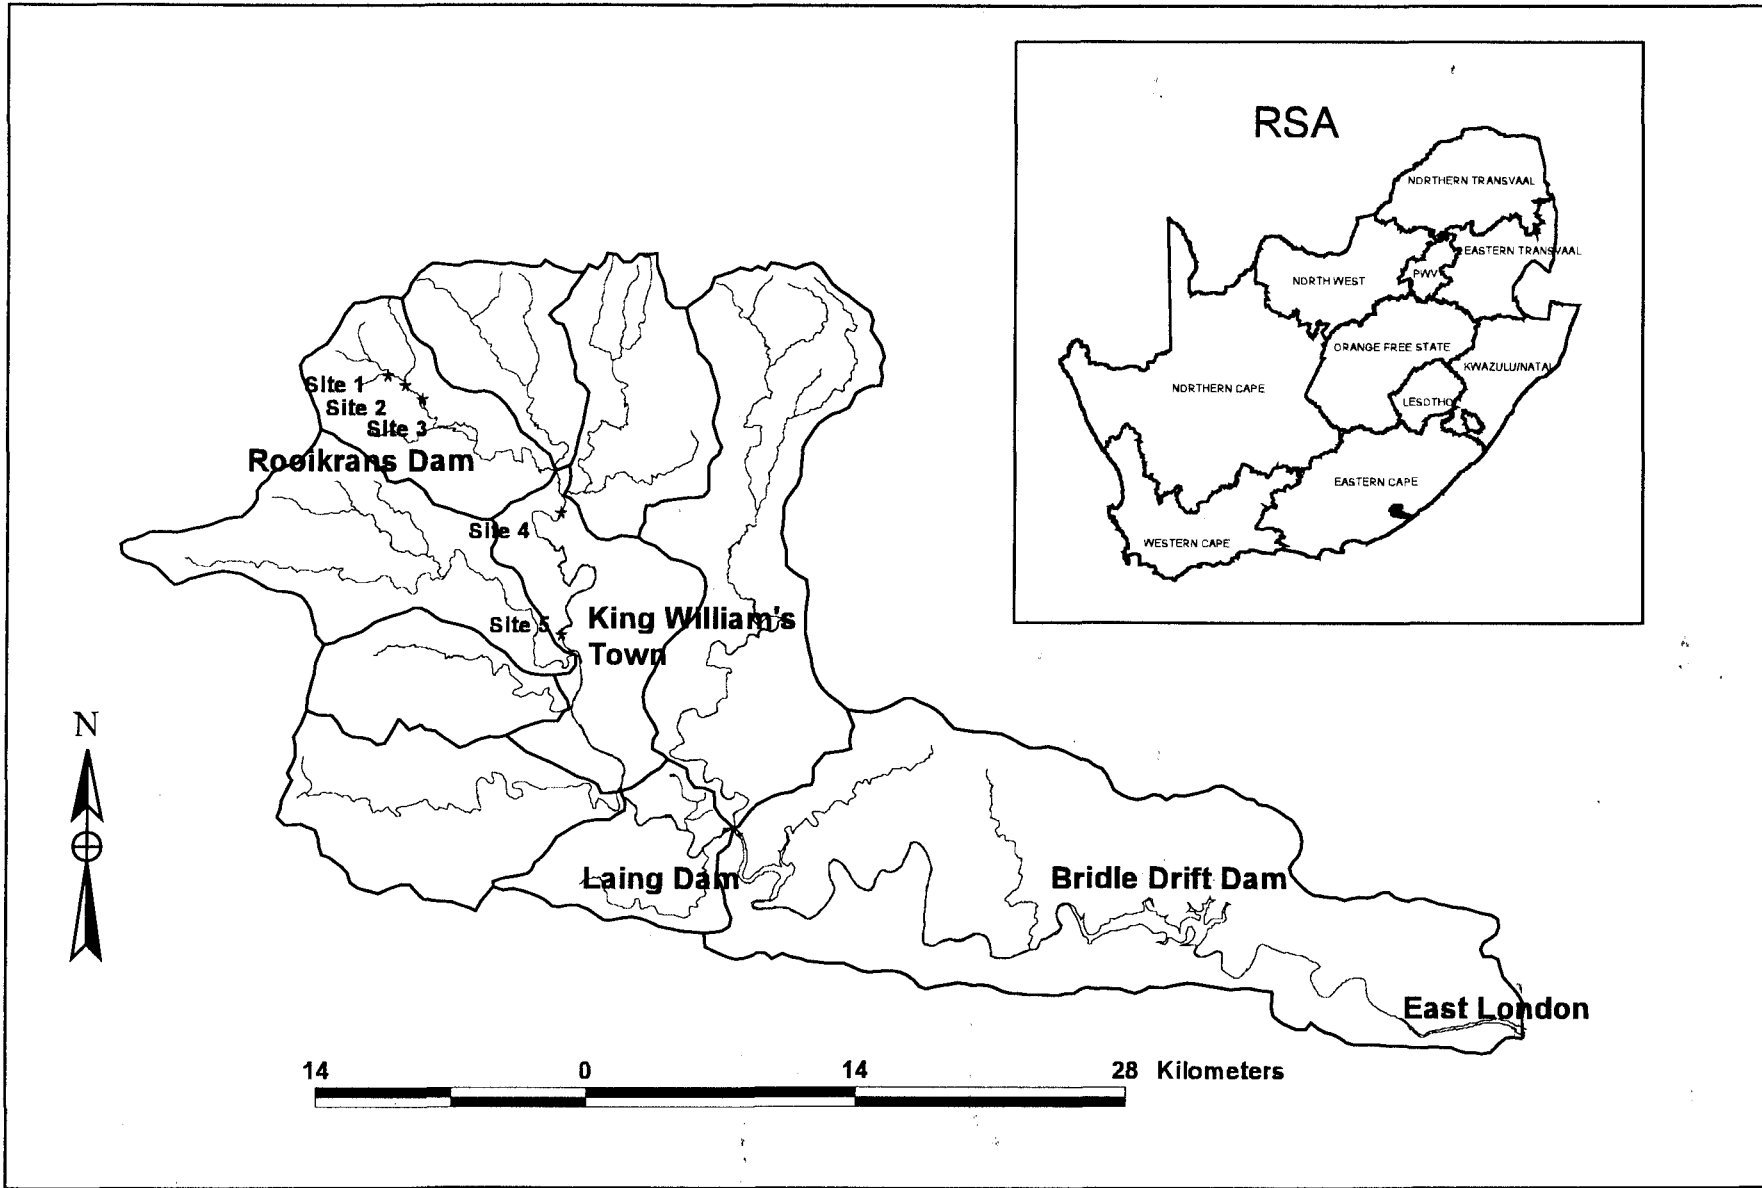 RSA
NORTHERN TRANSVAAL
EASTERN TRANSVAAL
PWV
NORTH WEST
ORANGE FREE STATE
KWAZULU/NATAL
NORTHERN CAPE
LESOTHO
EASTERN CAPE
WESTERN CAPE
Site 1
Site 2
Site 3
Rooikrans Dam
Site 4
Site 5
King William's
Town
N
Laing Dam
Bridle Drift Dam
East London
14 0 14 28 Kilometers